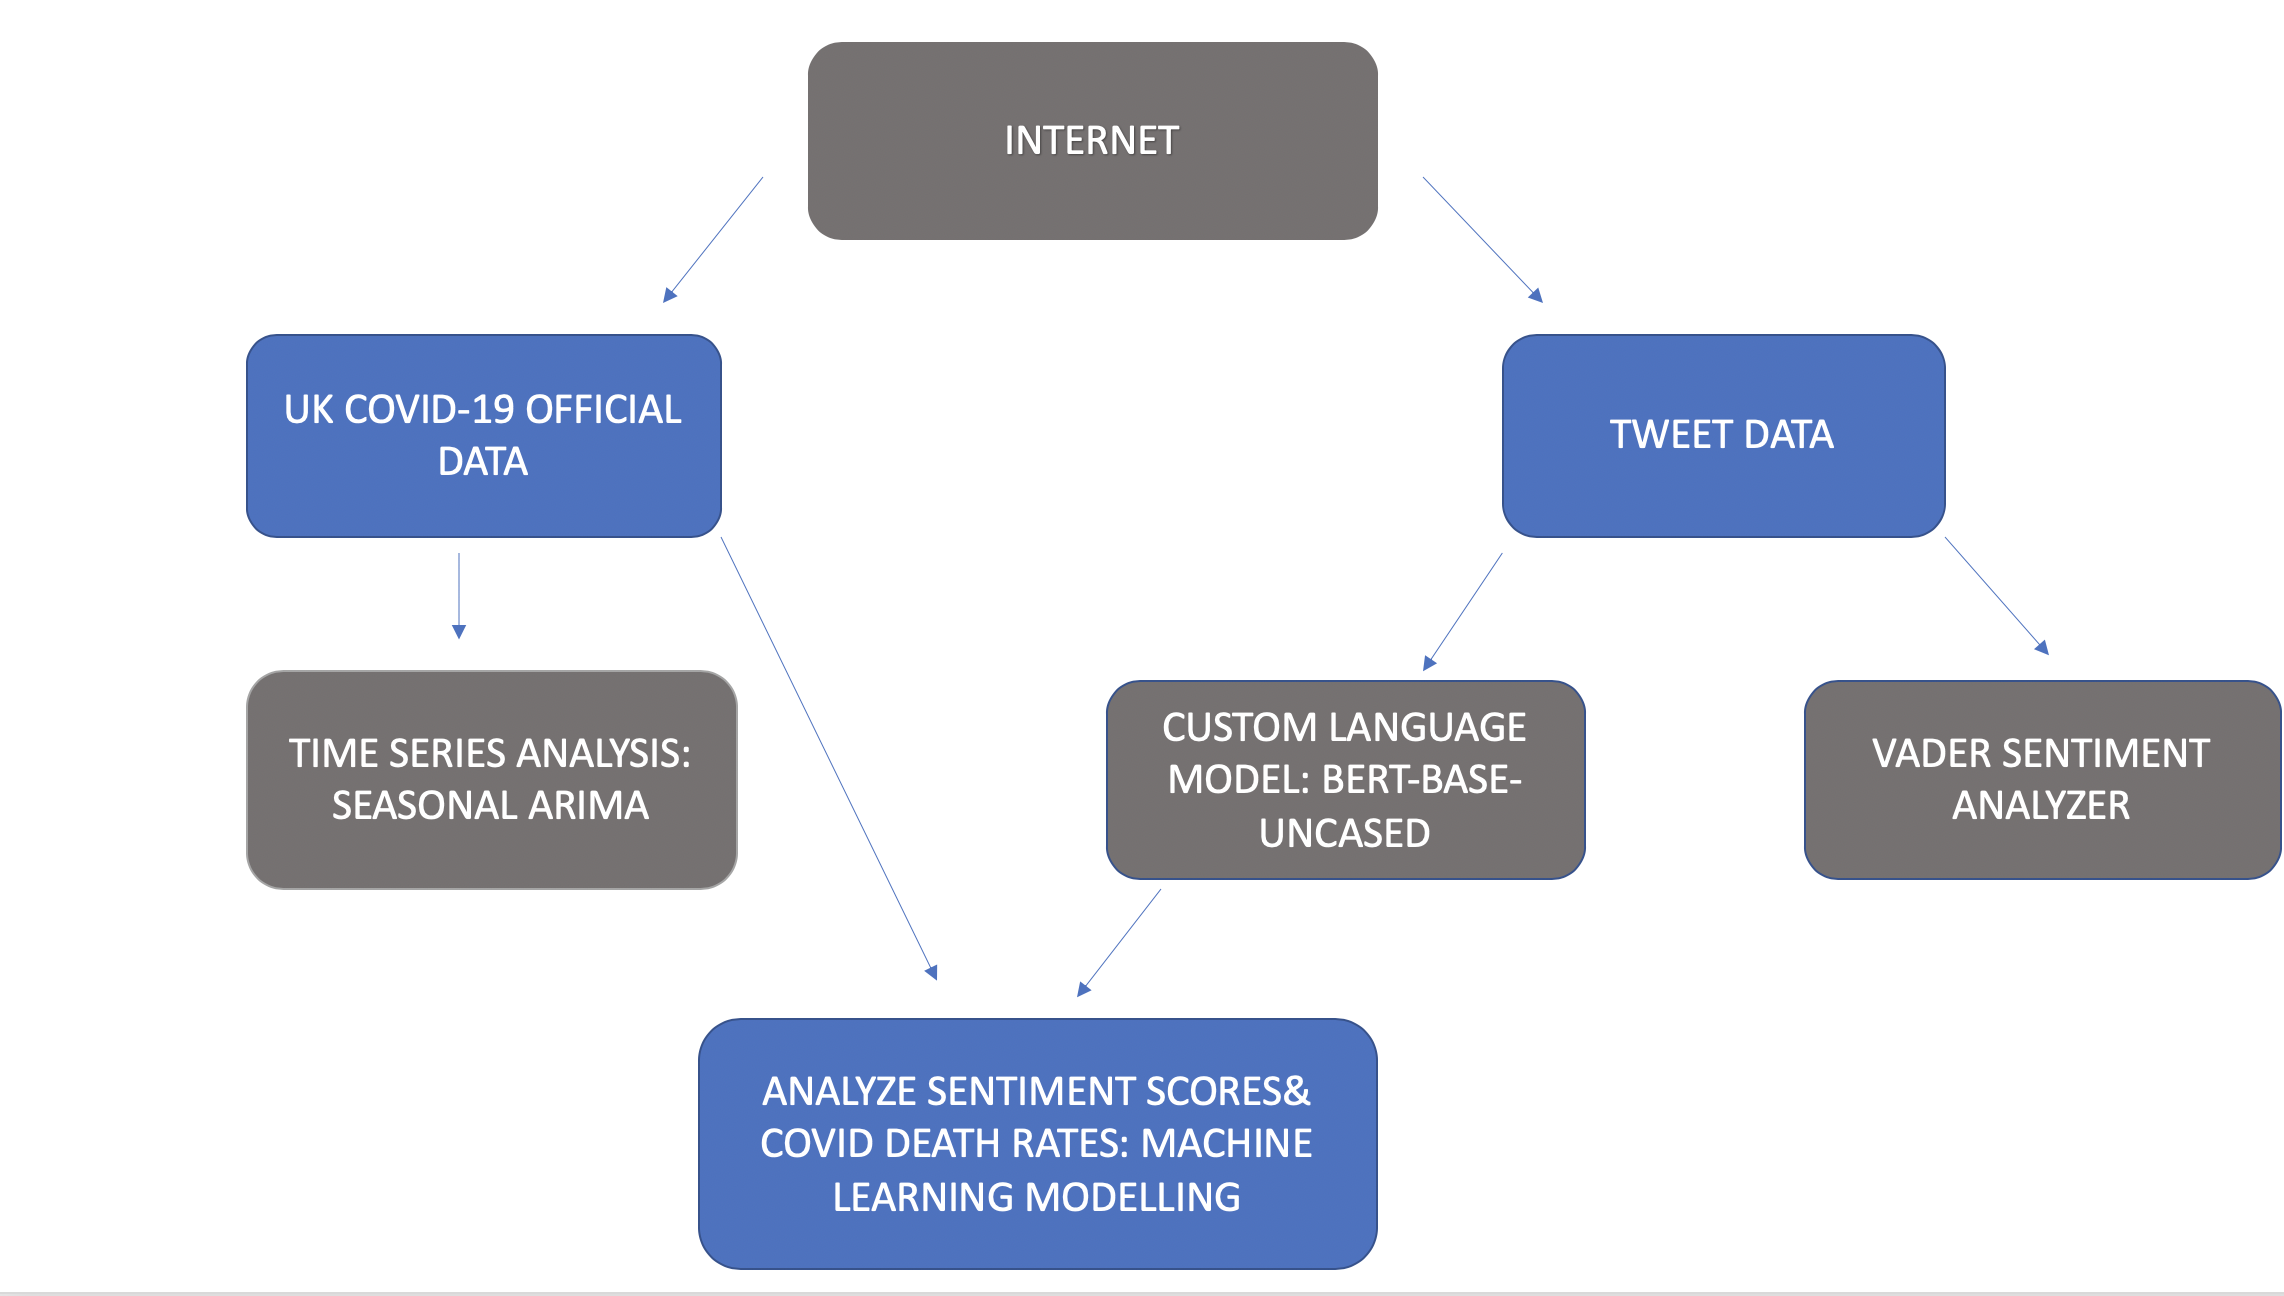 INTERNET
UK COVID-19 OFFICIAL
DATA
TWEET DATA
TIME SERIES ANALYSIS:
SEASONAL ARIMA
CUSTOM LANGUAGE
MODEL: BERT-BASE-
UNCASED
VADER SENTIMENT
ANALYZER
ANALYZE SENTIMENT SCORES&
COVID DEATH RATES: MACHINE
LEARNING MODELLING